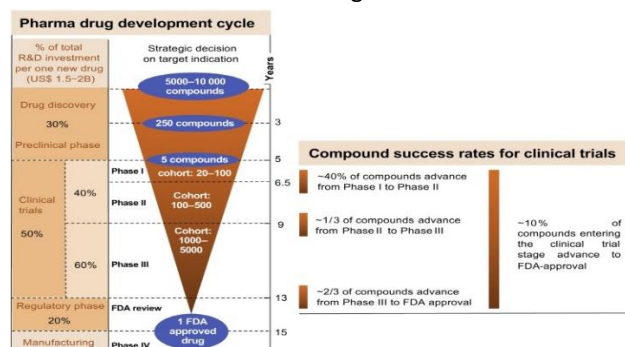 Pharma drug development cycle
% of total
R&D investment
per one new drug
(US$ 1.5–2B)
Strategic decision
on target indication
Years
5000–10 000
compounds
Drug discovery
30%
250 compounds
3
Preclinical phase
5 compounds
5
Phase I
cohort: 20–100
6.5
Clinical
trials
50%
40%
Phase II
Cohort:
100–500
9
60%
Phase III
Cohort:
1000–
5000
13
Regulatory phase
20%
FDA review
1 FDA
approved
drug
15
Manufacturing
Phase IV
Compound success rates for clinical trials
~40% of compounds advance
from Phase I to Phase II
~1/3 of compounds advance
from Phase II to Phase III
~2/3 of compounds advance
from Phase III to FDA approval
~10% of
compounds entering
the clinical trial
stage advance to
FDA-approval